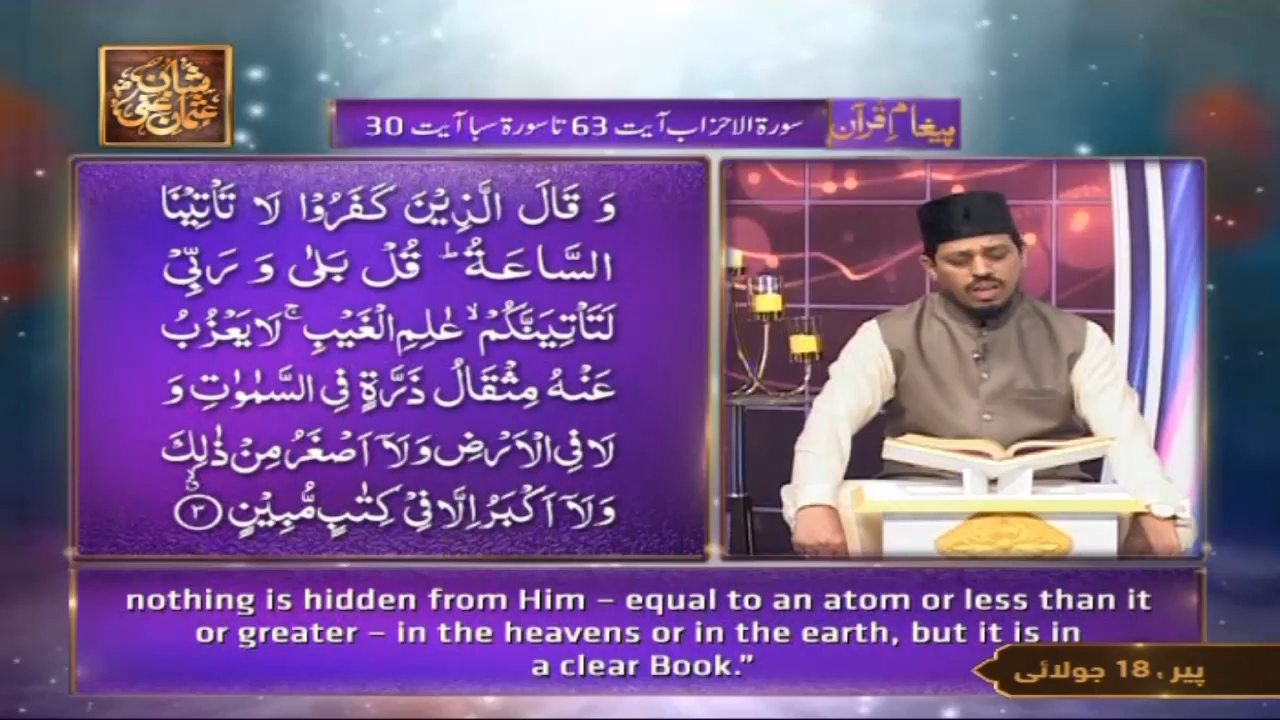 شان عثمان غنی
پیغامِ قرآن
سورۃ الاحزاب آیت 63 تا سورۃ سبا آیت 30
وَ قَالَ الَّذِیْنَ كَفَرُوْا لَا تَاْتِیْنَا
السَّاعَةُؕ قُلْ بَلٰى وَ رَبِّیْ
لَتَاْتِیَنَّكُمْۙ عٰلِمِ الْغَیْبِۚ لَا یَعْزُبُ
عَنْهُ مِثْقَالُ ذَرَّةٍ فِی السَّمٰوٰتِ وَ
لَا فِی الْاَرْضِ وَ لَاۤ اَصْغَرُ مِنْ ذٰلِكَ
وَ لَاۤ اَكْبَرُ اِلَّا فِیْ كِتٰبٍ مُّبِیْنٍۙ ۳
nothing is hidden from Him – equal to an atom or less than it
or greater – in the heavens or in the earth, but it is in
a clear Book.”
پیر، 18 جولائی